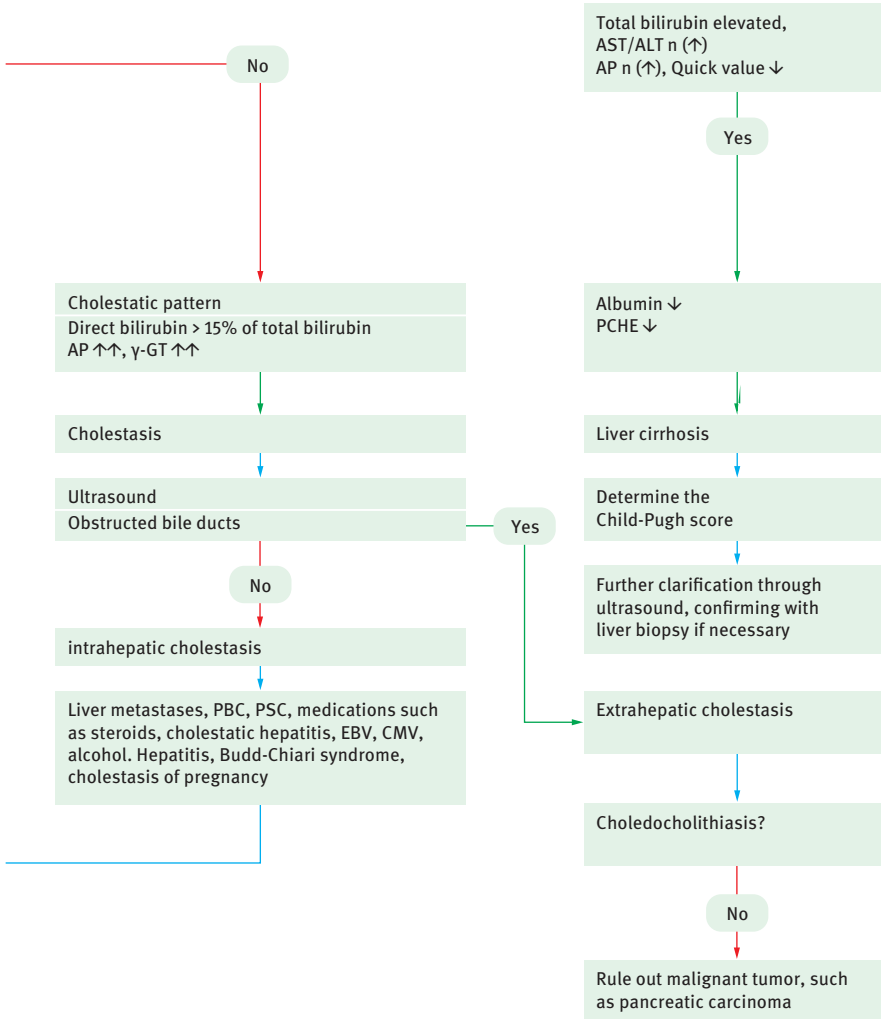 No
Cholestatic pattern
Direct bilirubin > 15% of total bilirubin
AP ↑↑, γ-GT ↑↑
Cholestasis
Ultrasound
Obstructed bile ducts
Yes
No
intrahepatic cholestasis
Liver metastases, PBC, PSC, medications such
as steroids, cholestatic hepatitis, EBV, CMV,
alcohol. Hepatitis, Budd-Chiari syndrome,
cholestasis of pregnancy
Total bilirubin elevated,
AST/ALT n (↑)
AP n (↑), Quick value ↓
Yes
Albumin ↓
PCHE ↓
Liver cirrhosis
Determine the
Child-Pugh score
Further clarification through
ultrasound, confirming with
liver biopsy if necessary
Extrahepatic cholestasis
Choledocholithiasis?
No
Rule out malignant tumor, such
as pancreatic carcinoma